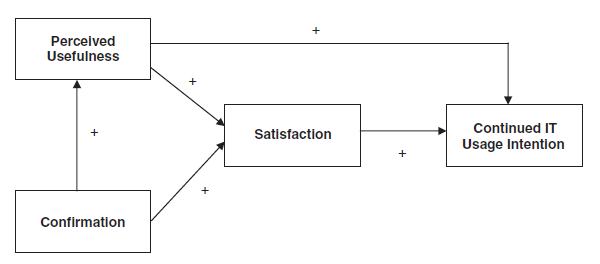 +
Perceived
Usefulness
+
+
Satisfaction
Continued IT
Usage Intention
+
+
Confirmation